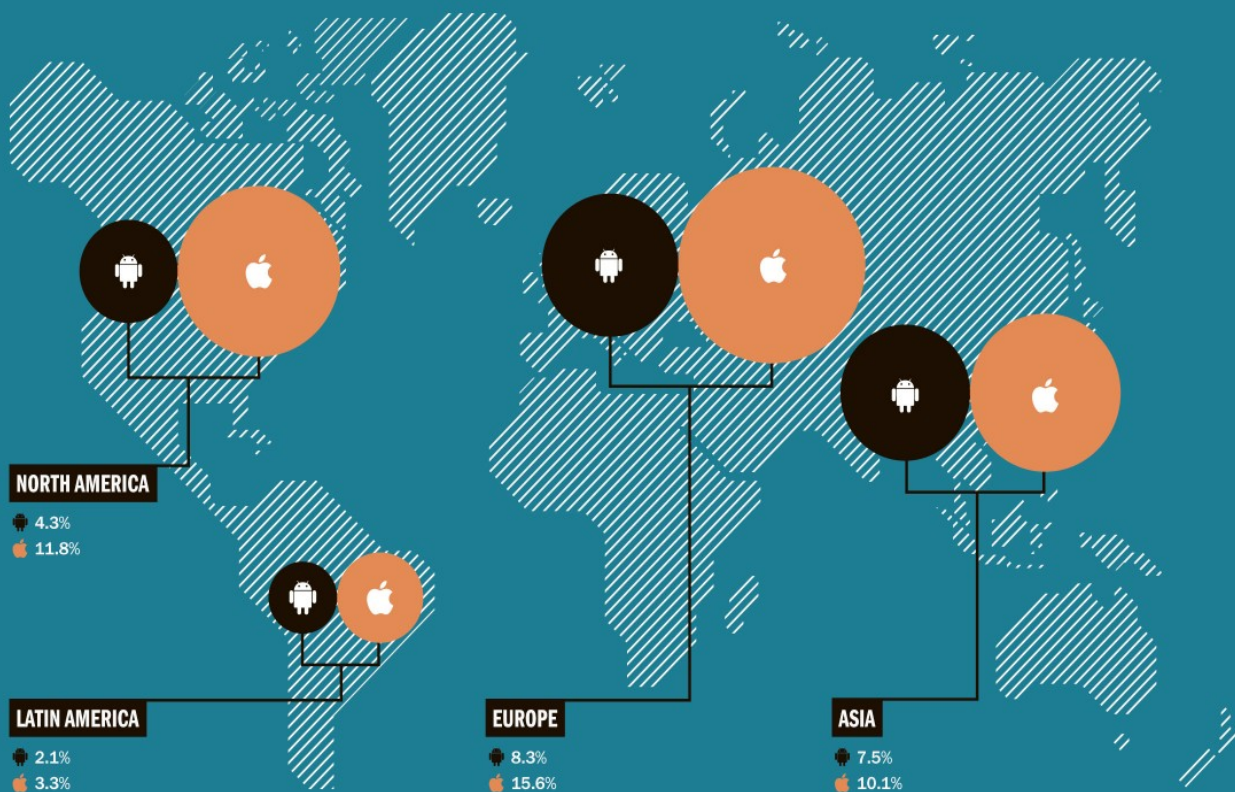 NORTH AMERICA
4.3%
11.8%
LATIN AMERICA
2.1%
3.3%
EUROPE
8.3%
15.6%
ASIA
7.5%
10.1%